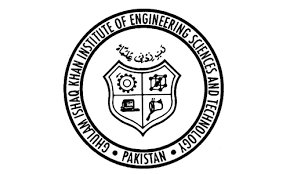 GHULAM ISHAQ KHAN INSTITUTE OF ENGINEERING SCIENCES AND TECHNOLOGY
• PAKISTAN •